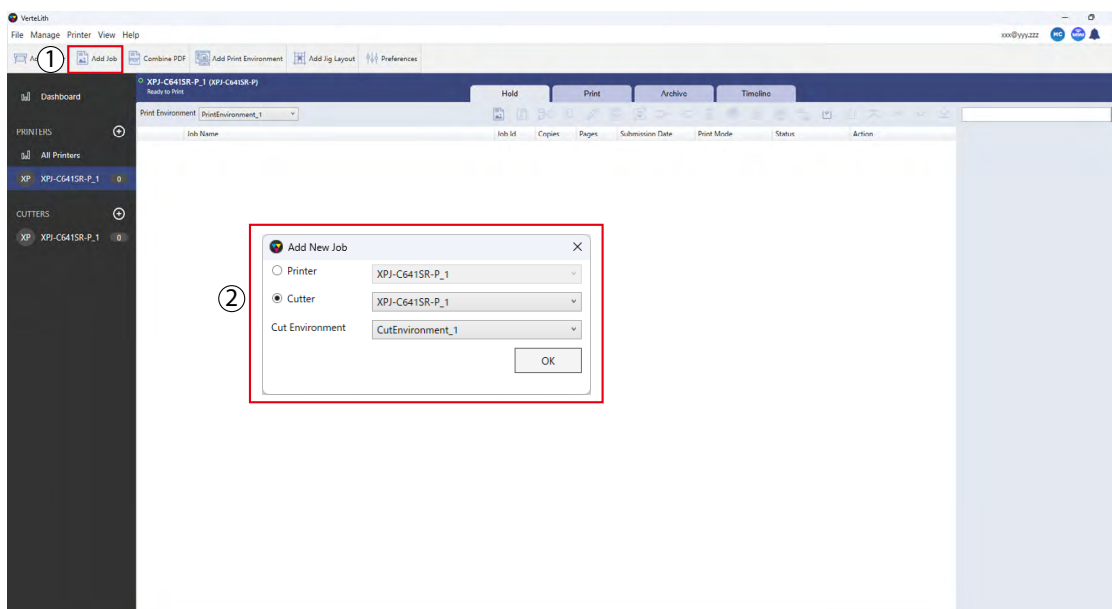 VerteLith
File Manage Printer View Help
xxx@yyy.zzz MC
① Add Job Combine PDF Add Print Environment Add Jig Layout Preferences
Dashboard
XPJ-C641SR-P_1 (XPJ-C641SR-P)
Ready to Print
Hold Print Archive Timeline
Print Environment PrintEnvironment_1
Job Name Job Id Copies Pages Submission Date Print Mode Status Action
PRINTERS
All Printers
XP XPJ-C641SR-P_1 0
CUTTERS
XP XPJ-C641SR-P_1 0
②
Add New Job
Printer XPJ-C641SR-P_1
Cutter XPJ-C641SR-P_1
Cut Environment CutEnvironment_1
OK